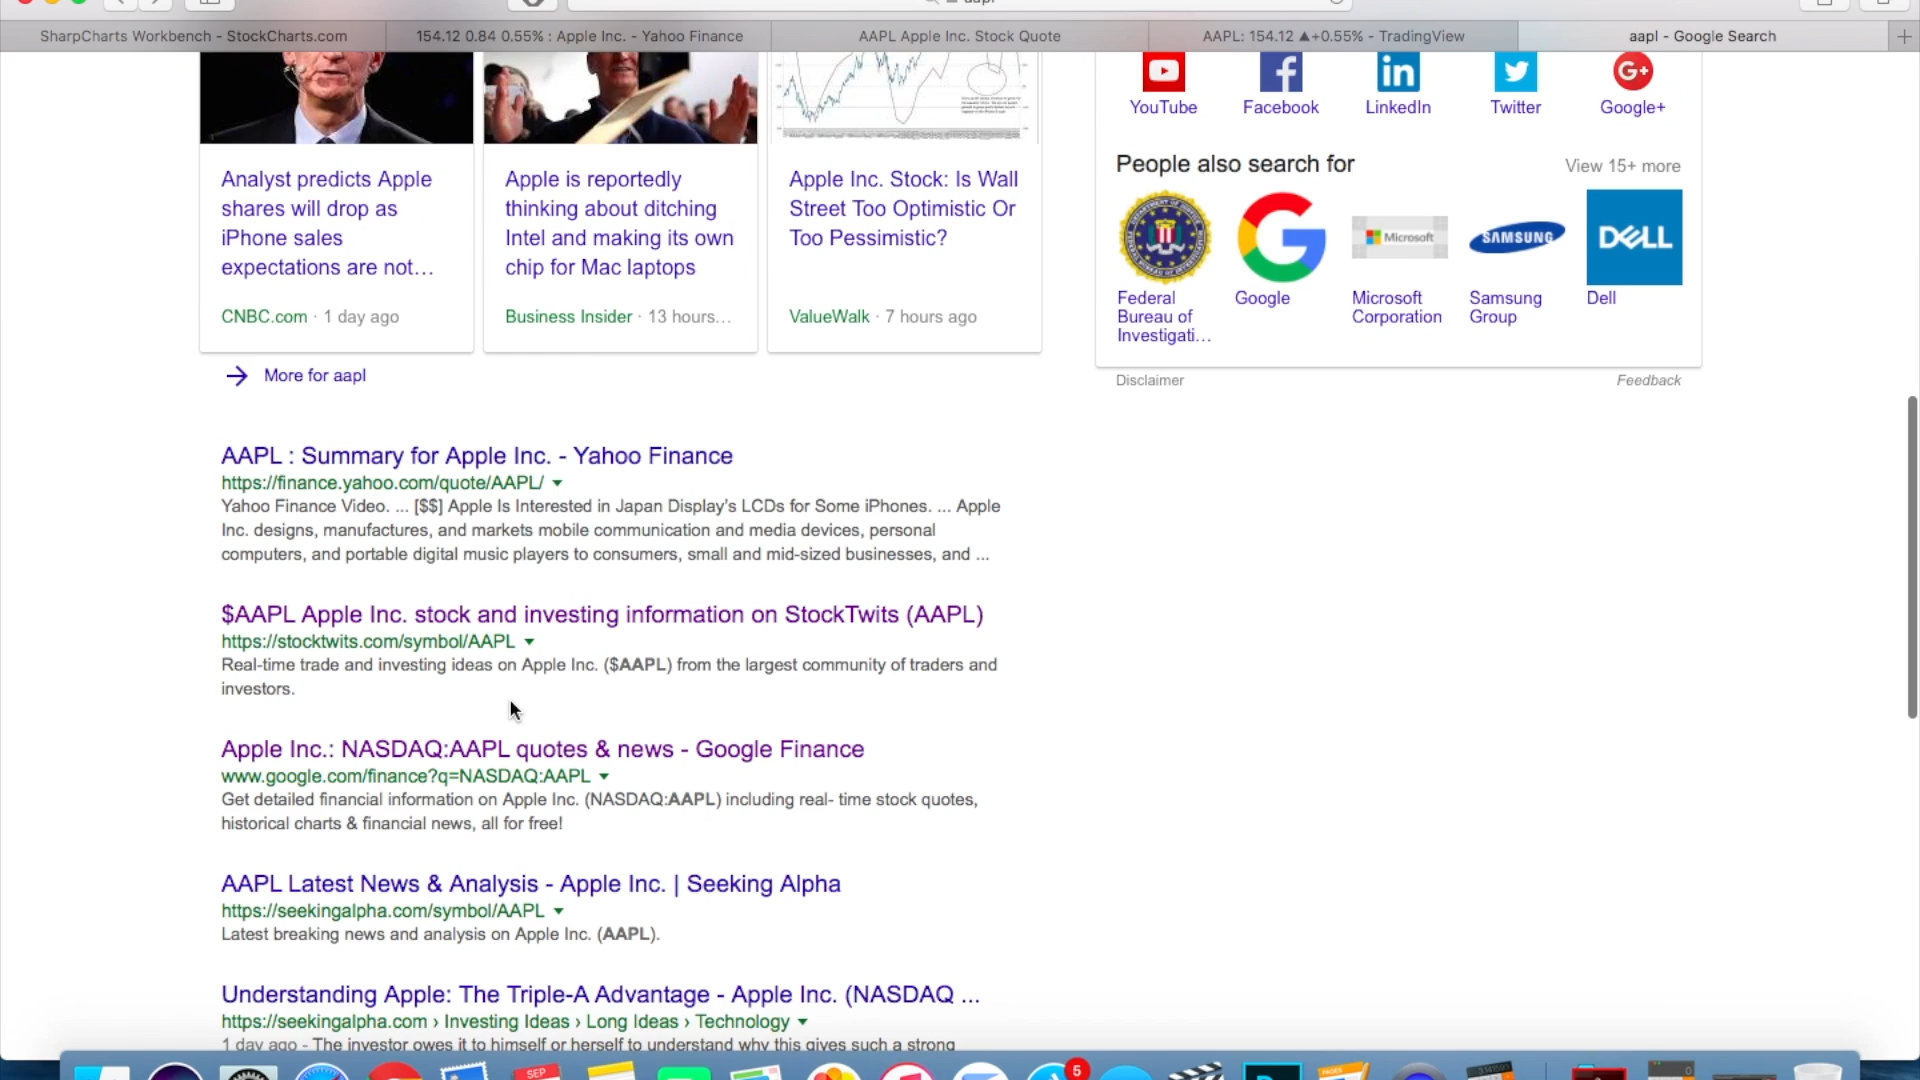 SharpCharts Workbench - StockCharts.com
154.12 0.84 0.55% : Apple Inc. - Yahoo Finance
AAPL Apple Inc. Stock Quote
AAPL: 154.12 ▲+0.55% - TradingView
aapl - Google Search
YouTube
Facebook
LinkedIn
Twitter
Google+
People also search for
View 15+ more
Microsoft
SAMSUNG
DELL
Federal
Bureau of
Investigati…
Google
Microsoft
Corporation
Samsung
Group
Dell
Disclaimer
Feedback
Analyst predicts Apple
shares will drop as
iPhone sales
expectations are not…
CNBC.com · 1 day ago
Apple is reportedly
thinking about ditching
Intel and making its own
chip for Mac laptops
Business Insider · 13 hours…
Apple Inc. Stock: Is Wall
Street Too Optimistic Or
Too Pessimistic?
ValueWalk · 7 hours ago
More for aapl
AAPL : Summary for Apple Inc. - Yahoo Finance
https://finance.yahoo.com/quote/AAPL/
Yahoo Finance Video. ... [$$] Apple Is Interested in Japan Display's LCDs for Some iPhones. ... Apple
Inc. designs, manufactures, and markets mobile communication and media devices, personal
computers, and portable digital music players to consumers, small and mid-sized businesses, and ...
$AAPL Apple Inc. stock and investing information on StockTwits (AAPL)
https://stocktwits.com/symbol/AAPL
Real-time trade and investing ideas on Apple Inc. ($AAPL) from the largest community of traders and
investors.
Apple Inc.: NASDAQ:AAPL quotes & news - Google Finance
www.google.com/finance?q=NASDAQ:AAPL
Get detailed financial information on Apple Inc. (NASDAQ:AAPL) including real- time stock quotes,
historical charts & financial news, all for free!
AAPL Latest News & Analysis - Apple Inc. | Seeking Alpha
https://seekingalpha.com/symbol/AAPL
Latest breaking news and analysis on Apple Inc. (AAPL).
Understanding Apple: The Triple-A Advantage - Apple Inc. (NASDAQ ...
https://seekingalpha.com › Investing Ideas › Long Ideas › Technology
1 day ago - The investor owes it to himself or herself to understand why this gives such a strong
SEP
5
PAGES